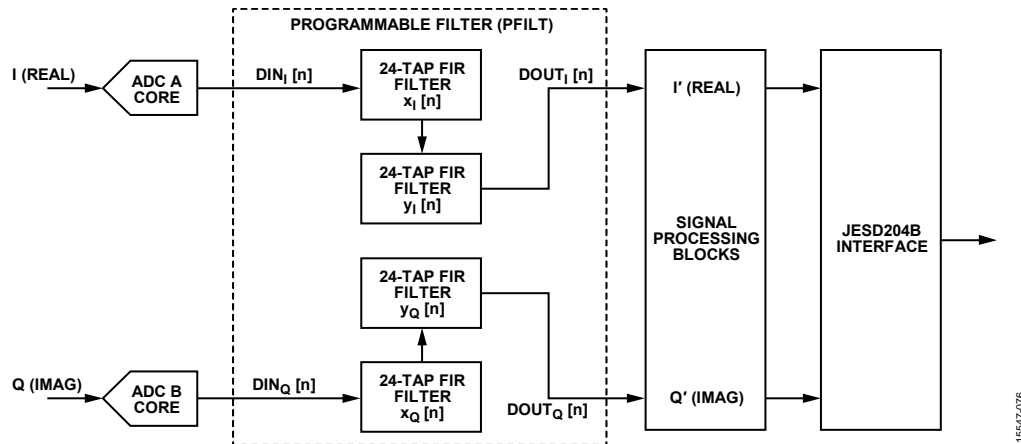 PROGRAMMABLE FILTER (PFILT)
I (REAL)
ADC A
CORE
DINI [n]
24-TAP FIR
FILTER
xI [n]
DOUTI [n]
I′ (REAL)
24-TAP FIR
FILTER
yI [n]
SIGNAL
PROCESSING
BLOCKS
JESD204B
INTERFACE
24-TAP FIR
FILTER
yQ [n]
Q (IMAG)
ADC B
CORE
DINQ [n]
24-TAP FIR
FILTER
xQ [n]
DOUTQ [n]
Q′ (IMAG)
15547-076